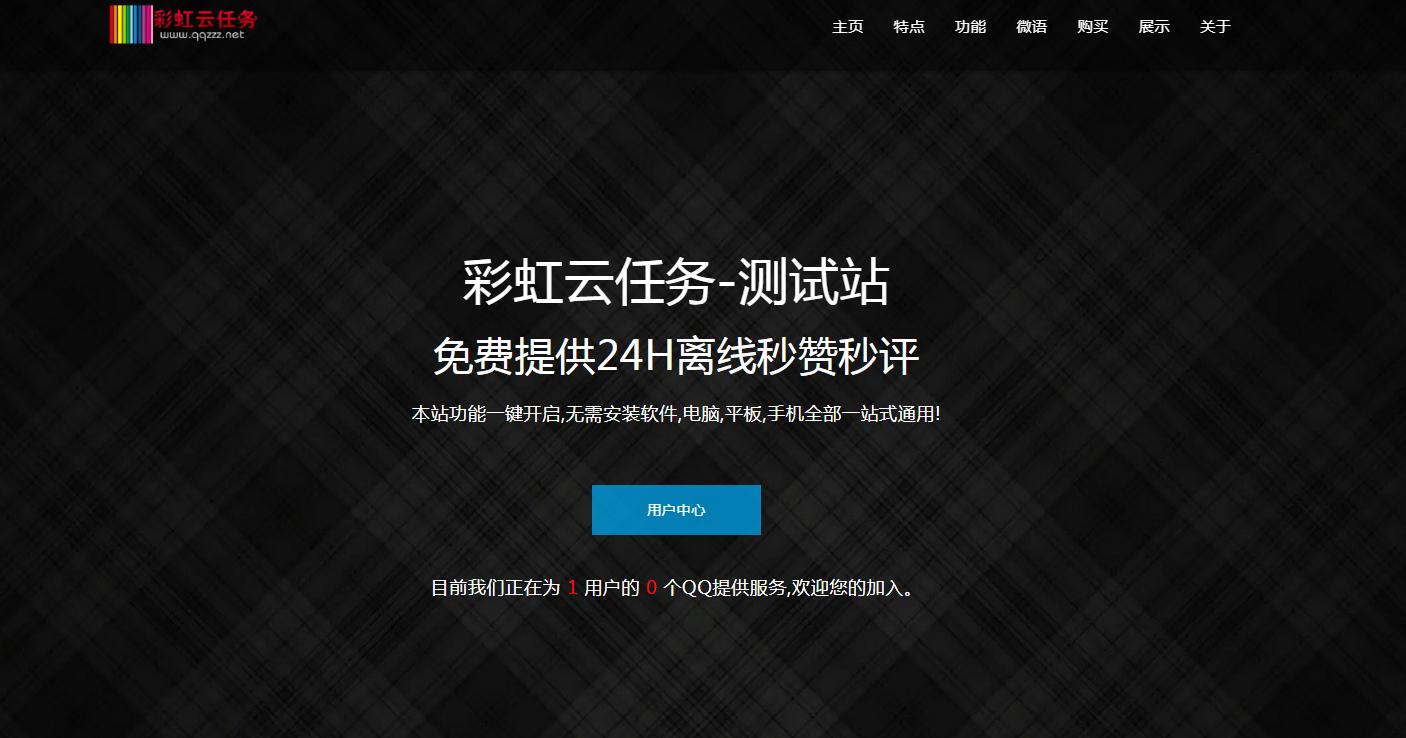 彩虹云任务
www.qqzzz.net
主页 特点 功能 微语 购买 展示 关于
彩虹云任务-测试站
免费提供24H离线秒赞秒评
本站功能一键开启,无需安装软件,电脑,平板,手机全部一站式通用!
用户中心
目前我们正在为 1 用户的 0 个QQ提供服务,欢迎您的加入。